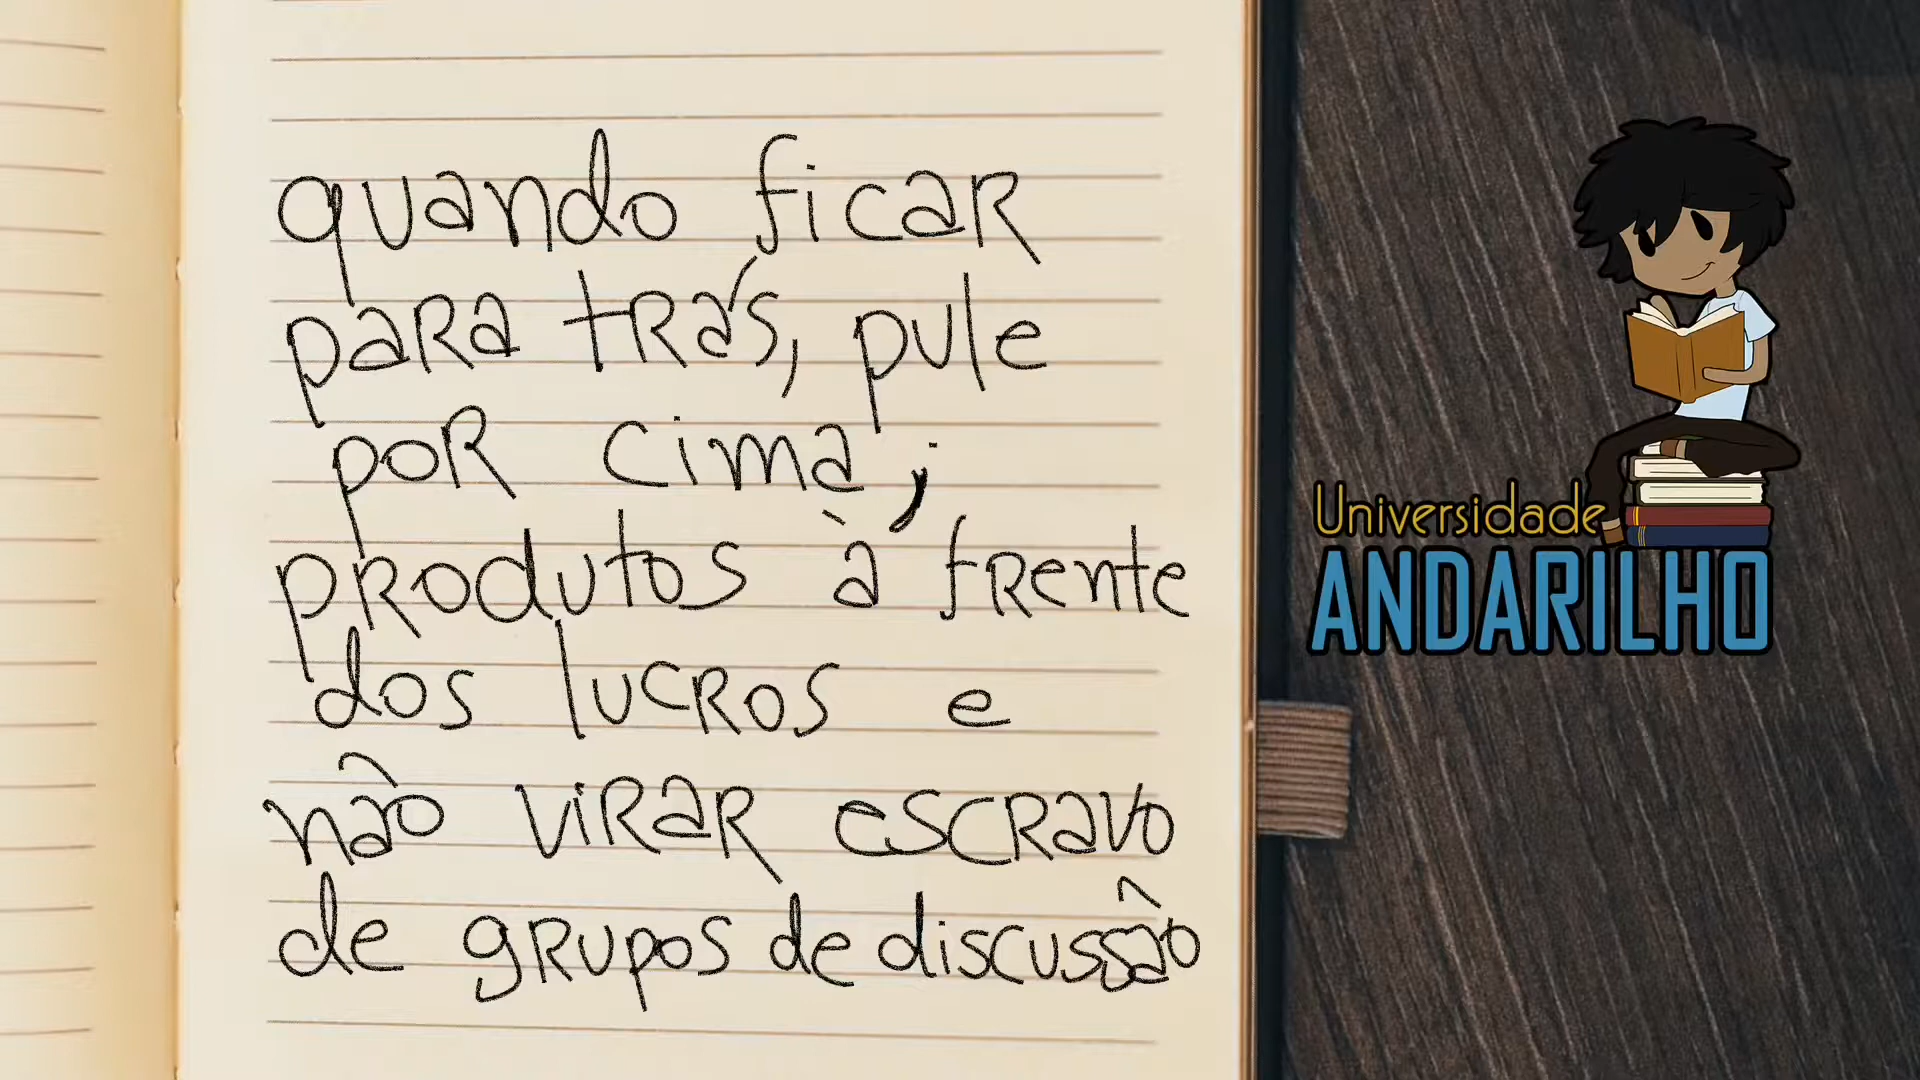 quando ficar
para trás, pule
por cima;
produtos à frente
dos lucros e
não virar escravo
de grupos de discussão
Universidade
ANDARILHO